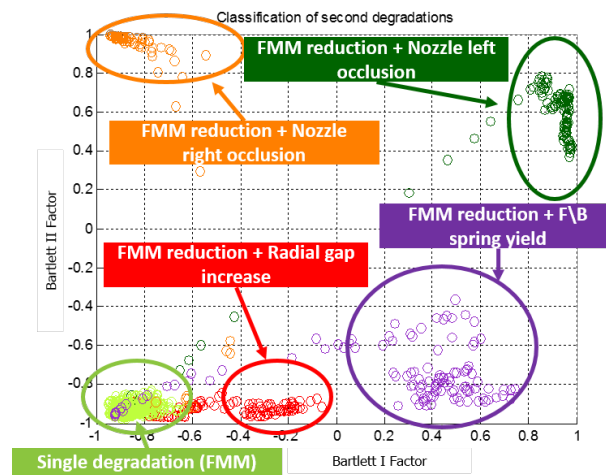 Classification of second degradations
FMM reduction + Nozzle left
occlusion
FMM reduction + Nozzle
right occlusion
FMM reduction + F\B
spring yield
FMM reduction + Radial gap
increase
Single degradation (FMM)
Bartlett II Factor
1
0.8
0.6
0.4
0.2
0
-0.2
-0.4
-0.6
-0.8
-1
-1 -0.8 -0.6 -0.4 -0.2 0 0.2 0.4 0.6 0.8 1
Bartlett I Factor